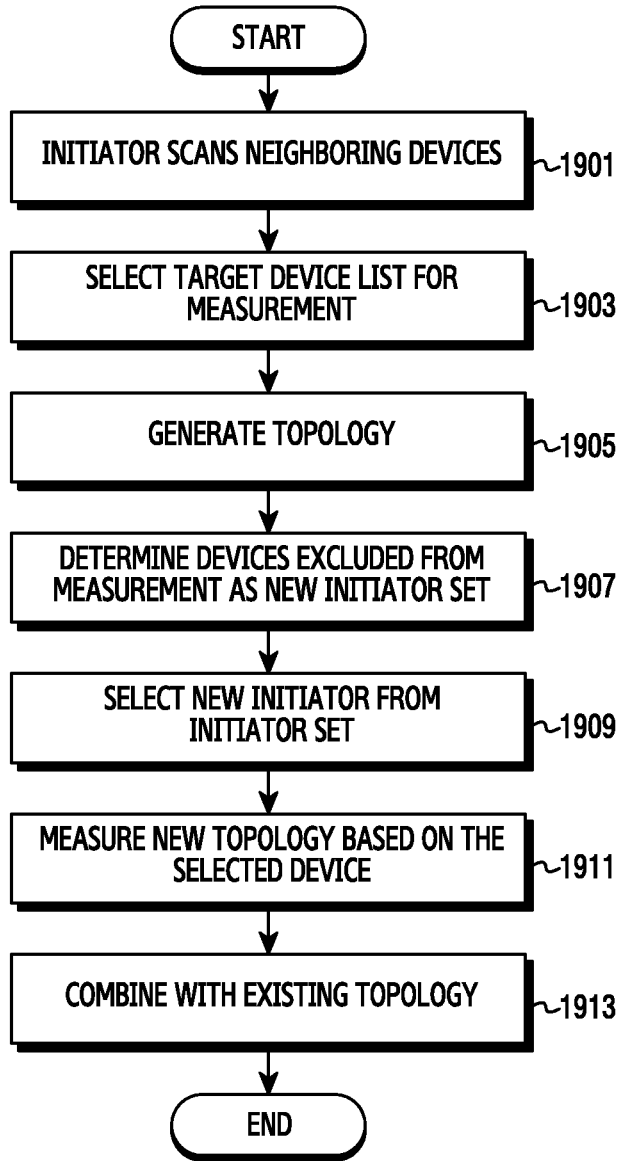 START
INITIATOR SCANS NEIGHBORING DEVICES
1901
SELECT TARGET DEVICE LIST FOR
MEASUREMENT
1903
GENERATE TOPOLOGY
1905
DETERMINE DEVICES EXCLUDED FROM
MEASUREMENT AS NEW INITIATOR SET
1907
SELECT NEW INITIATOR FROM
INITIATOR SET
1909
MEASURE NEW TOPOLOGY BASED ON THE
SELECTED DEVICE
1911
COMBINE WITH EXISTING TOPOLOGY
1913
END